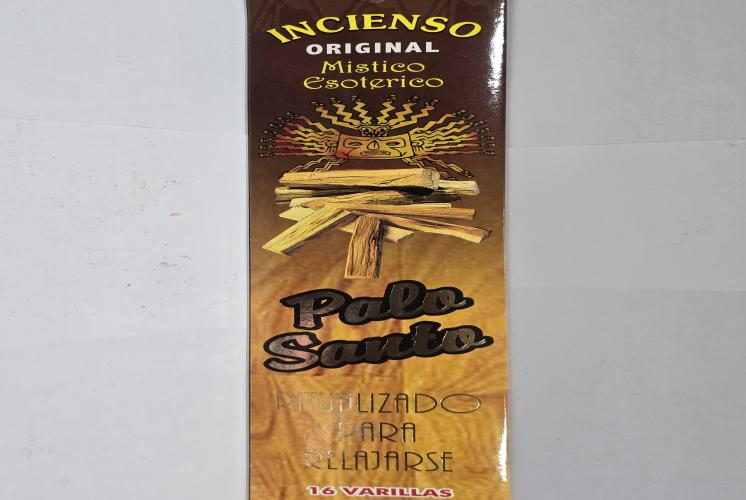 INCIENSO
ORIGINAL
Mistico
Esoterico
Palo
Santo
RITUALIZADO
PARA
RELAJARSE
16 VARILLAS